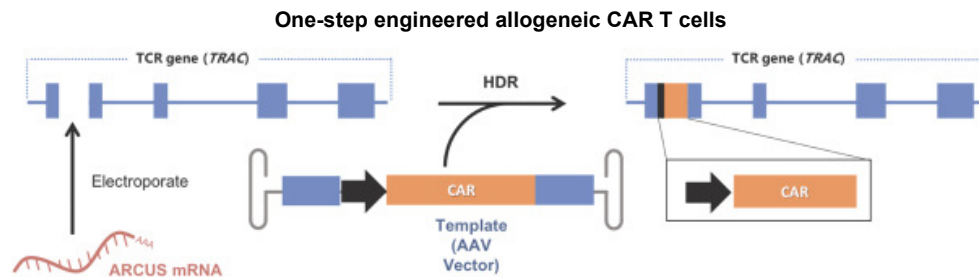 One-step engineered allogeneic CAR T cells
TCR gene (TRAC)
TCR gene (TRAC)
HDR
Electroporate
CAR
CAR
Template
(AAV
Vector)
AAA
ARCUS mRNA